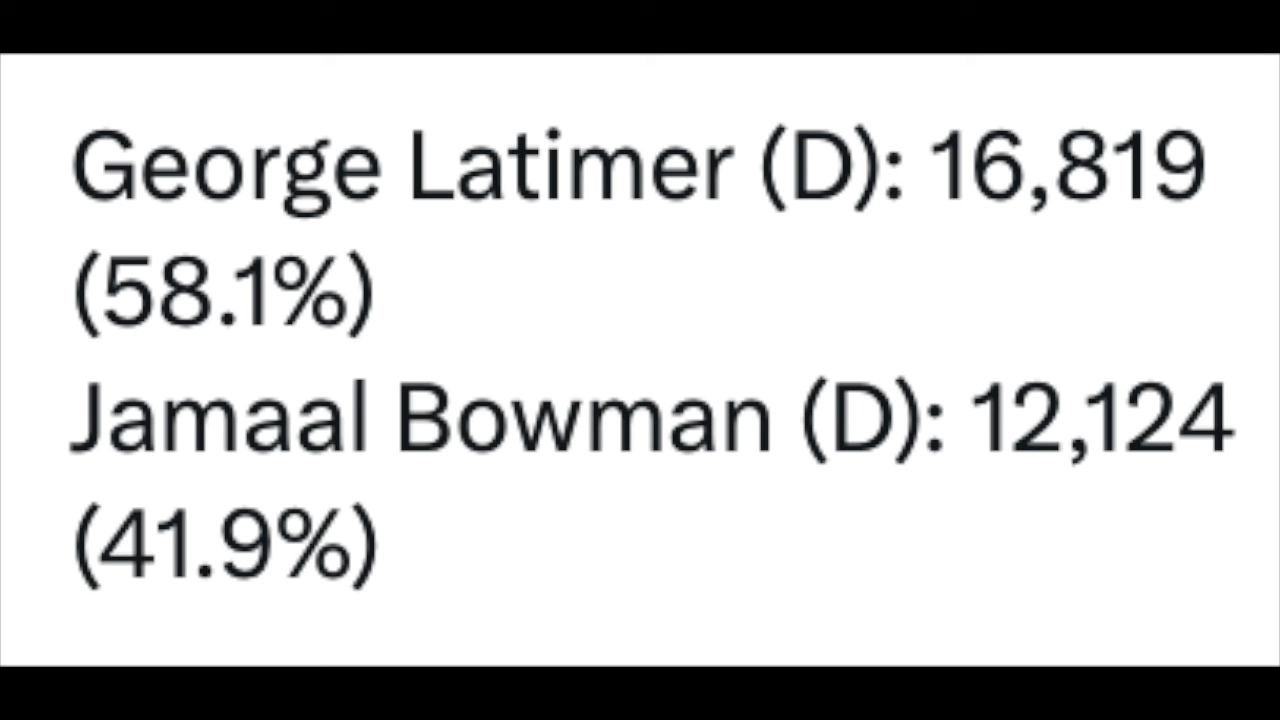 George Latimer (D): 16,819
(58.1%)
Jamaal Bowman (D): 12,124
(41.9%)